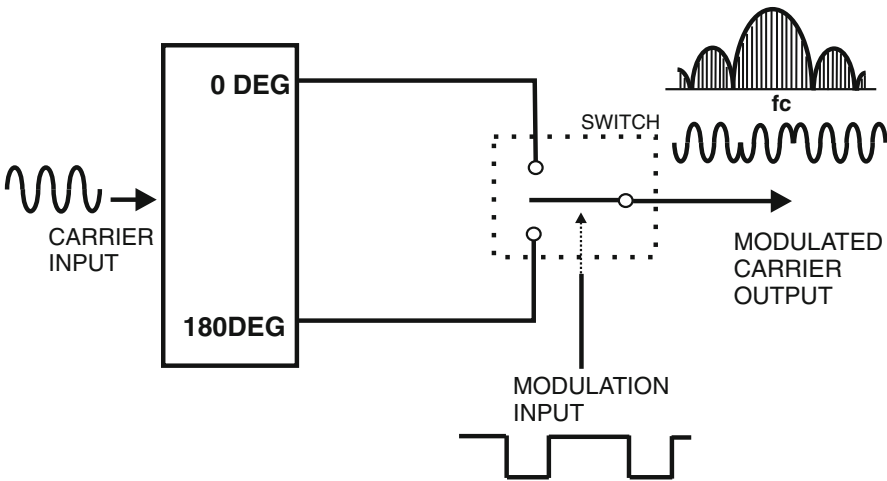 0 DEG
fc
SWITCH
CARRIER
INPUT
MODULATED
CARRIER
OUTPUT
180DEG
MODULATION
INPUT